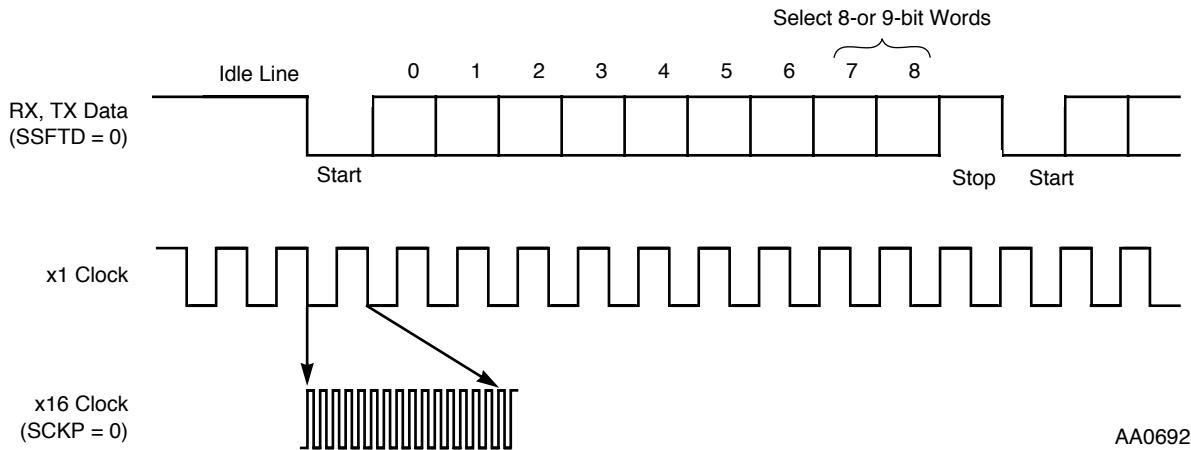 Select 8-or 9-bit Words
Idle Line 0 1 2 3 4 5 6 7 8
RX, TX Data
(SSFTD = 0)
Start Stop Start
x1 Clock
x16 Clock
(SCKP = 0)
AA0692